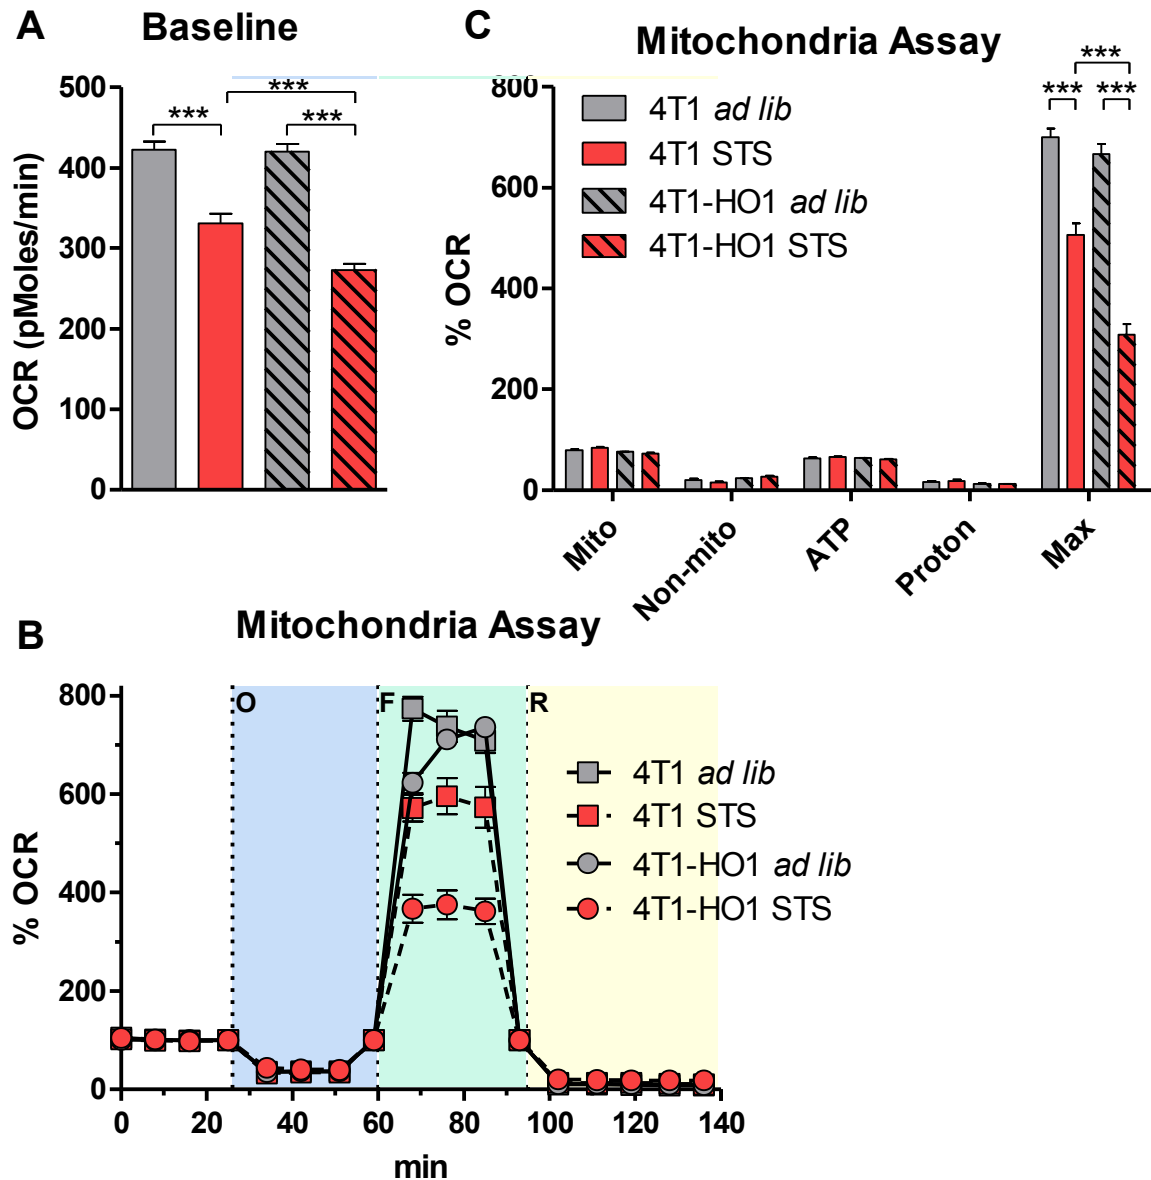 A
Baseline
OCR (pMoles/min)
500
400
300
200
100
0
***
***
***
C
Mitochondria Assay
% OCR
800
600
400
200
0
4T1 ad lib
4T1 STS
4T1-HO1 ad lib
4T1-HO1 STS
***
***
***
Mito
Non-mito
ATP
Proton
Max
B
Mitochondria Assay
% OCR
800
600
400
200
0
O
F
R
4T1 ad lib
4T1 STS
4T1-HO1 ad lib
4T1-HO1 STS
0
20
40
60
80
100
120
140
min